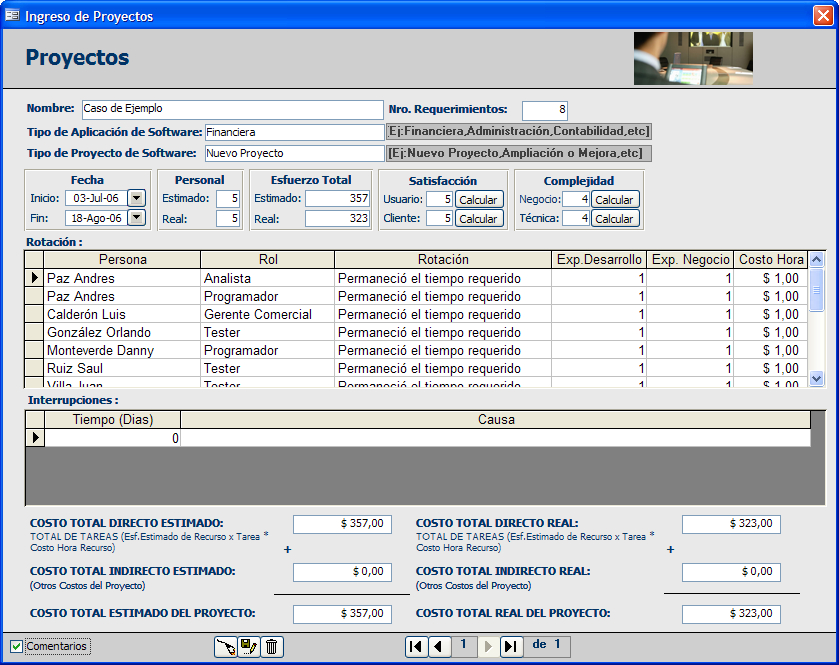 Ingreso de Proyectos
Proyectos
Nombre: Caso de Ejemplo Nro. Requerimientos: 8
Tipo de Aplicación de Software: Financiera [Ej:Financiera,Administración,Contabilidad,etc]
Tipo de Proyecto de Software: Nuevo Proyecto [Ej:Nuevo Proyecto,Ampliación o Mejora,etc]
Fecha Personal Esfuerzo Total Satisfacción Complejidad
Inicio: 03-Jul-06 Estimado: 5 Estimado: 357 Usuario: 5 Calcular Negocio: 4 Calcular
Fin: 18-Ago-06 Real: 5 Real: 323 Cliente: 5 Calcular Técnica: 4 Calcular
Rotación :
Persona Rol Rotación Exp.Desarrollo Exp. Negocio Costo Hora
Paz Andres Analista Permaneció el tiempo requerido 1 1 $ 1,00
Paz Andres Programador Permaneció el tiempo requerido 1 1 $ 1,00
Calderón Luis Gerente Comercial Permaneció el tiempo requerido 1 1 $ 1,00
González Orlando Tester Permaneció el tiempo requerido 1 1 $ 1,00
Monteverde Danny Programador Permaneció el tiempo requerido 1 1 $ 1,00
Ruiz Saul Tester Permaneció el tiempo requerido 1 1 $ 1,00
Villa Juan Tester Permaneció el tiempo requerido 1 1 $ 1,00
Interrupciones :
Tiempo (Dias) Causa
0
COSTO TOTAL DIRECTO ESTIMADO: $ 357,00 COSTO TOTAL DIRECTO REAL: $ 323,00
TOTAL DE TAREAS (Esf.Estimado de Recurso x Tarea * TOTAL DE TAREAS (Esf.Estimado de Recurso x Tarea *
Costo Hora Recurso) + Costo Hora Recurso) +
COSTO TOTAL INDIRECTO ESTIMADO: $ 0,00 COSTO TOTAL INDIRECTO REAL: $ 0,00
(Otros Costos del Proyecto) (Otros Costos del Proyecto)
COSTO TOTAL ESTIMADO DEL PROYECTO: $ 357,00 COSTO TOTAL REAL DEL PROYECTO: $ 323,00
Comentarios 1 de 1